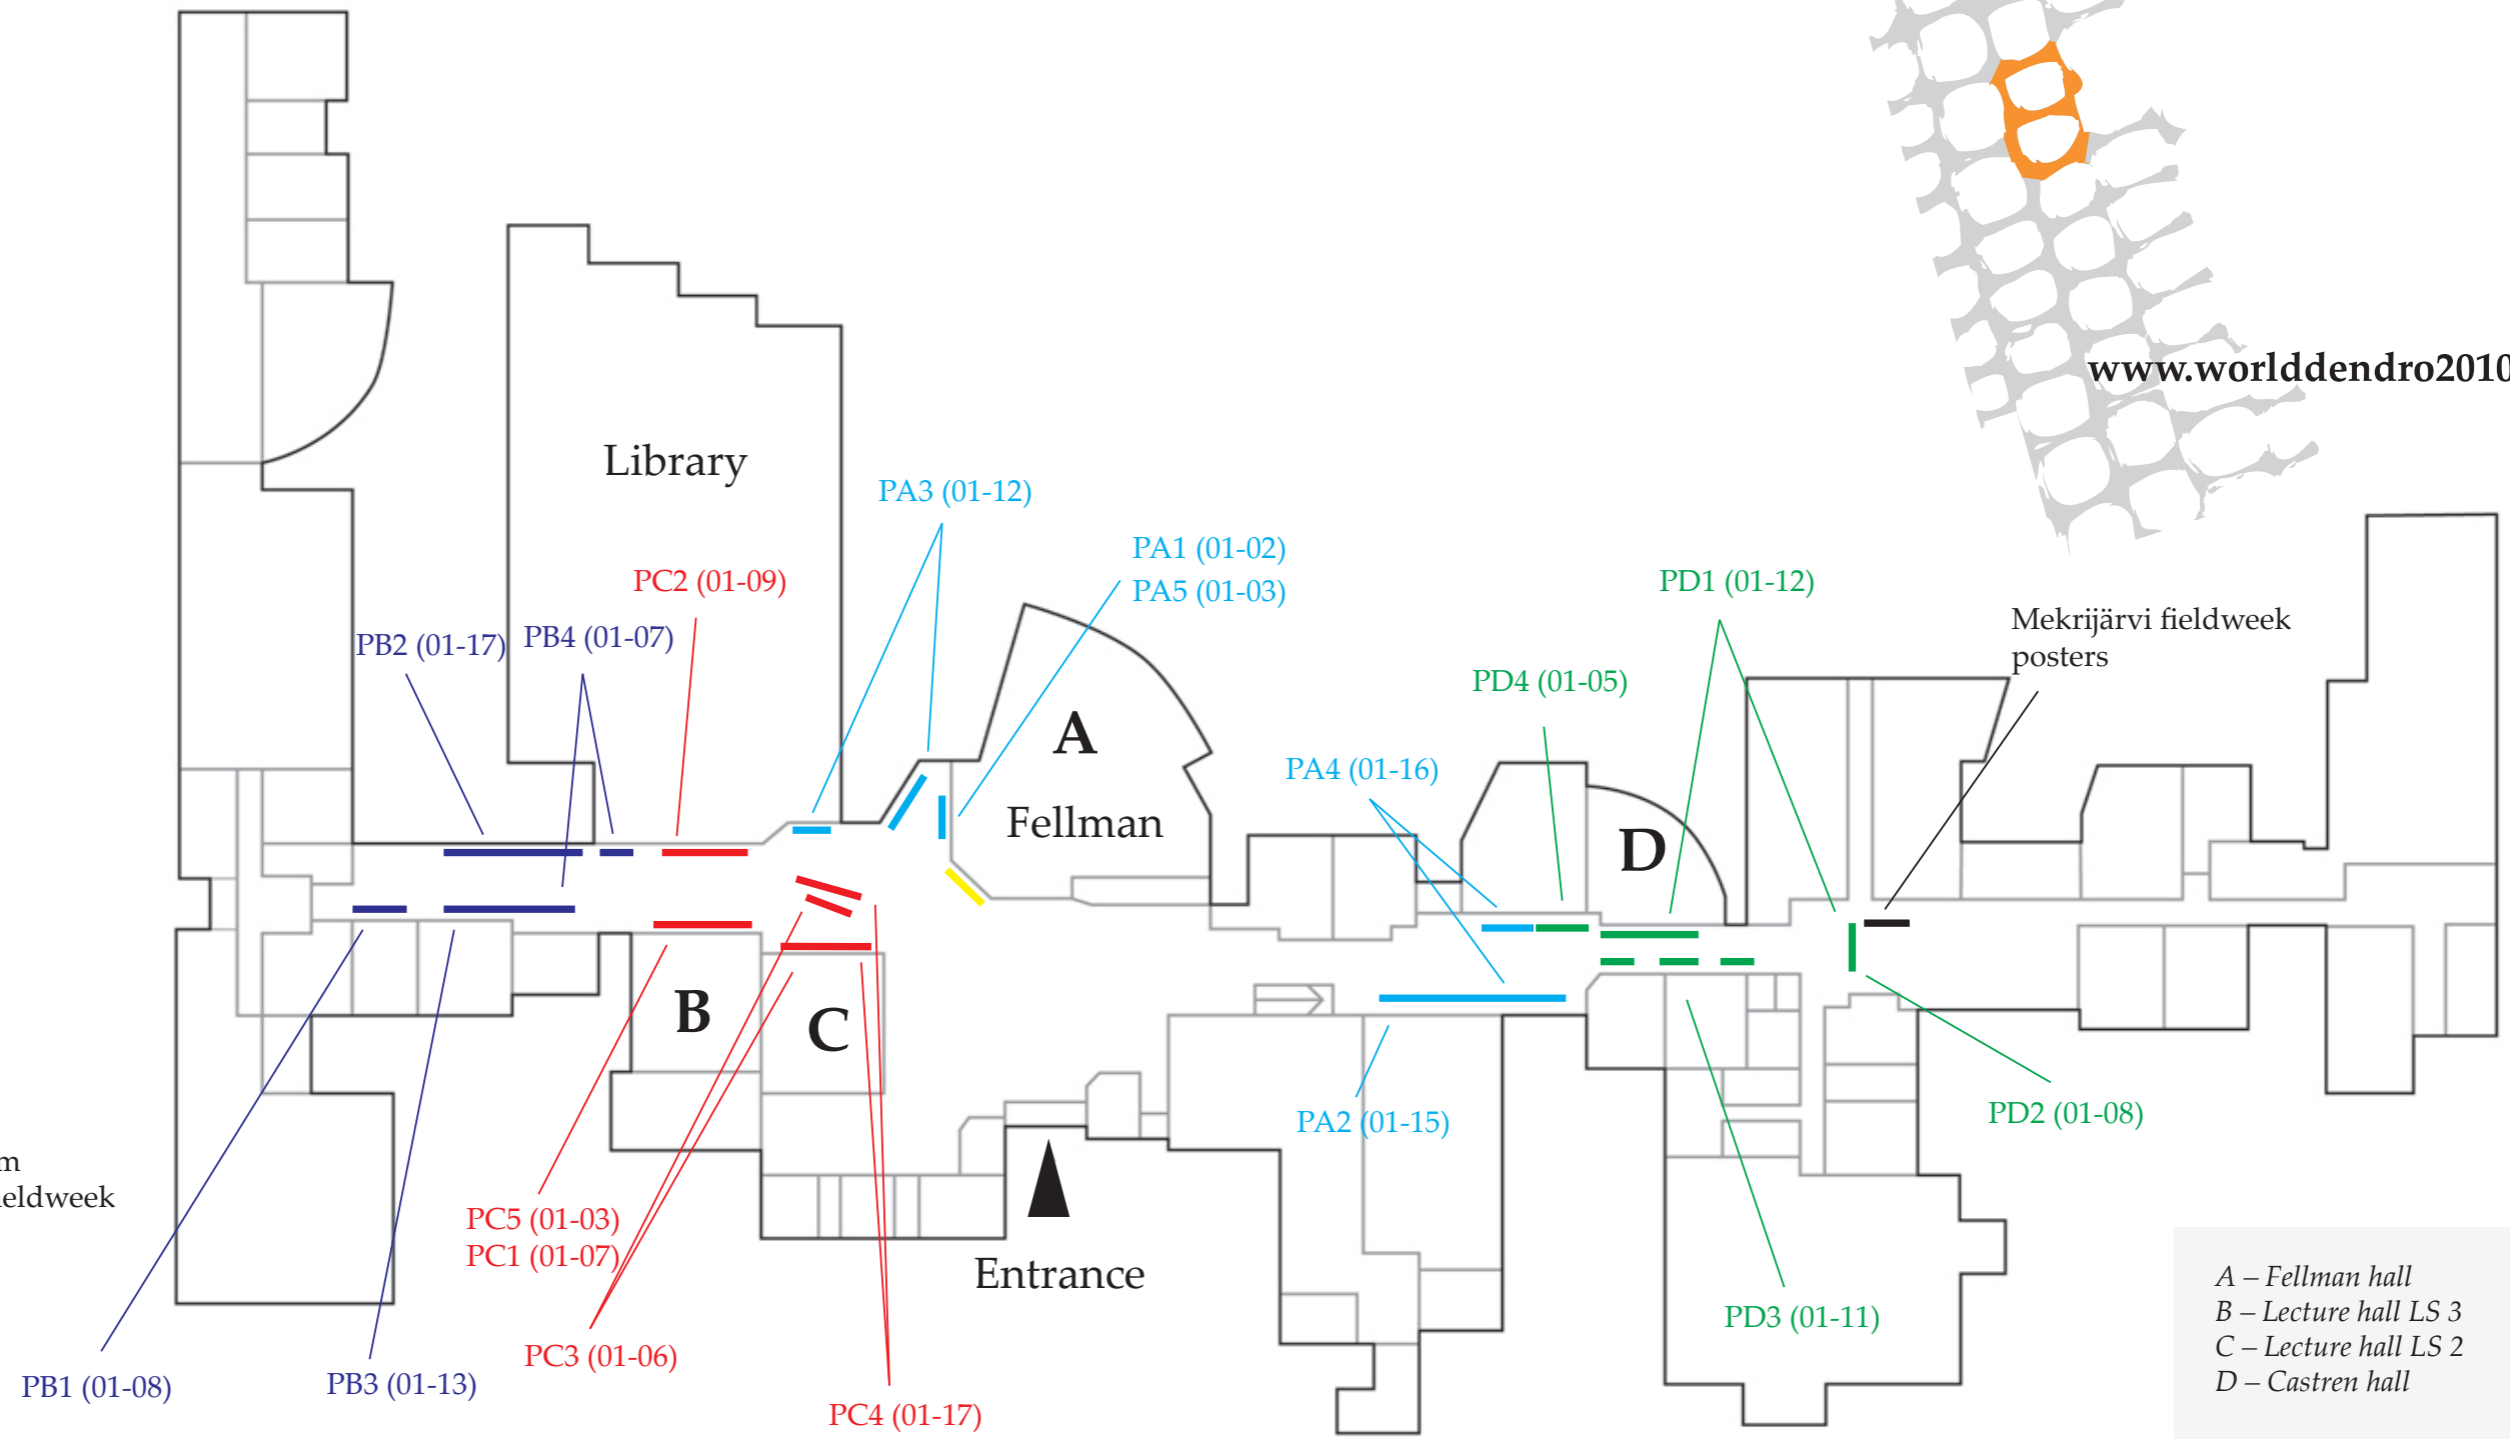 www.worlddendro2010
Library
PA3 (01-12)
PA1 (01-02)
PA5 (01-03)
PC2 (01-09)
PB2 (01-17)
PB4 (01-07)
PD1 (01-12)
Mekrijärvi fieldweek
posters
PD4 (01-05)
A
Fellman
PA4 (01-16)
D
B
C
PA2 (01-15)
PD2 (01-08)
m
ieldweek
PC5 (01-03)
PC1 (01-07)
Entrance
PD3 (01-11)
PC3 (01-06)
PB1 (01-08)
PB3 (01-13)
PC4 (01-17)
A – Fellman hall
B – Lecture hall LS 3
C – Lecture hall LS 2
D – Castren hall